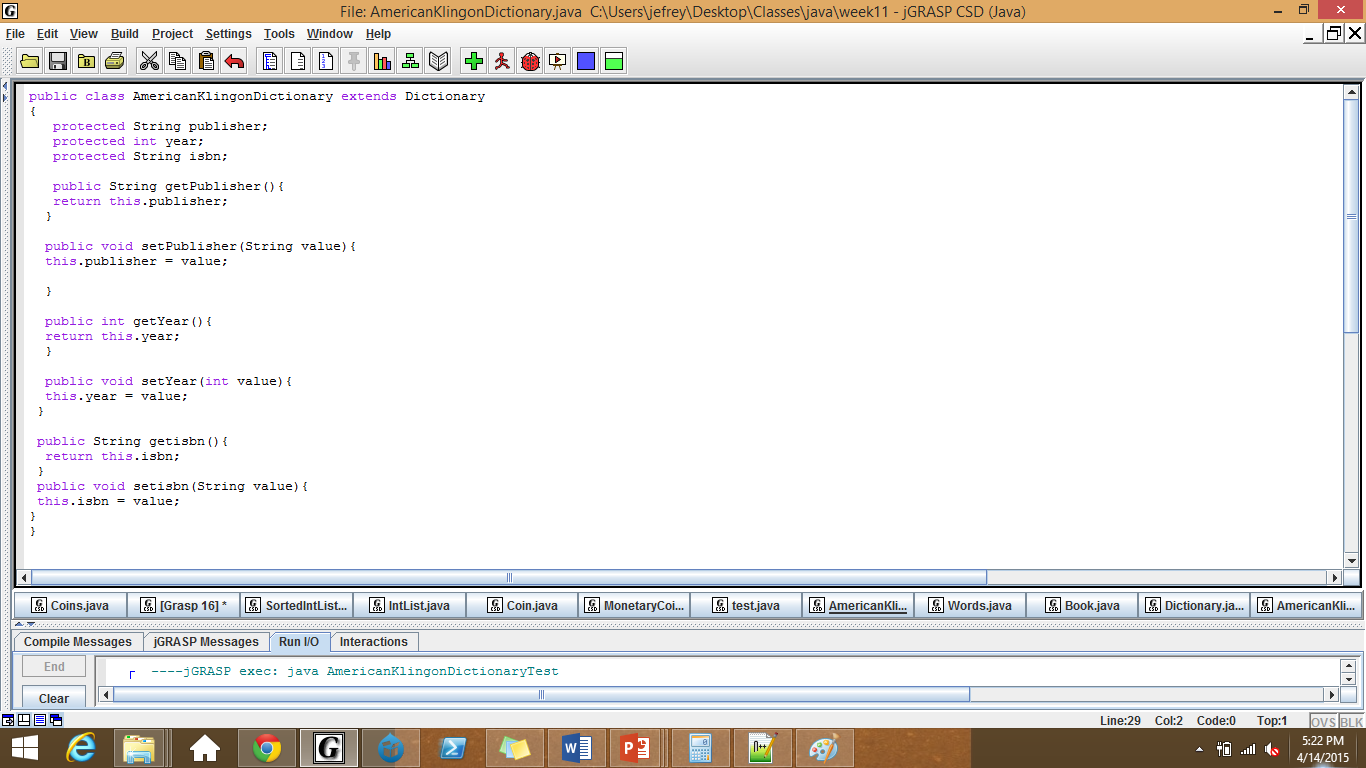 File: AmericanKlingonDictionary.java  C:\Users\jefrey\Desktop\Classes\java\week11 - jGRASP CSD (Java)
File Edit View Build Project Settings Tools Window Help
public class AmericanKlingonDictionary extends Dictionary
{
protected String publisher;
protected int year;
protected String isbn;
public String getPublisher(){
return this.publisher;
}
public void setPublisher(String value){
this.publisher = value;
}
public int getYear(){
return this.year;
}
public void setYear(int value){
this.year = value;
}
public String getisbn(){
return this.isbn;
}
public void setisbn(String value){
this.isbn = value;
}
}
Coins.java [Grasp 16] * SortedIntList... IntList.java Coin.java MonetaryCoi... test.java AmericanKli... Words.java Book.java Dictionary.ja... AmericanKli...
Compile Messages jGRASP Messages Run I/O Interactions
End
Clear
----jGRASP exec: java AmericanKlingonDictionaryTest
Line:29 Col:2 Code:0 Top:1 OVS BLK
5:22 PM
4/14/2015